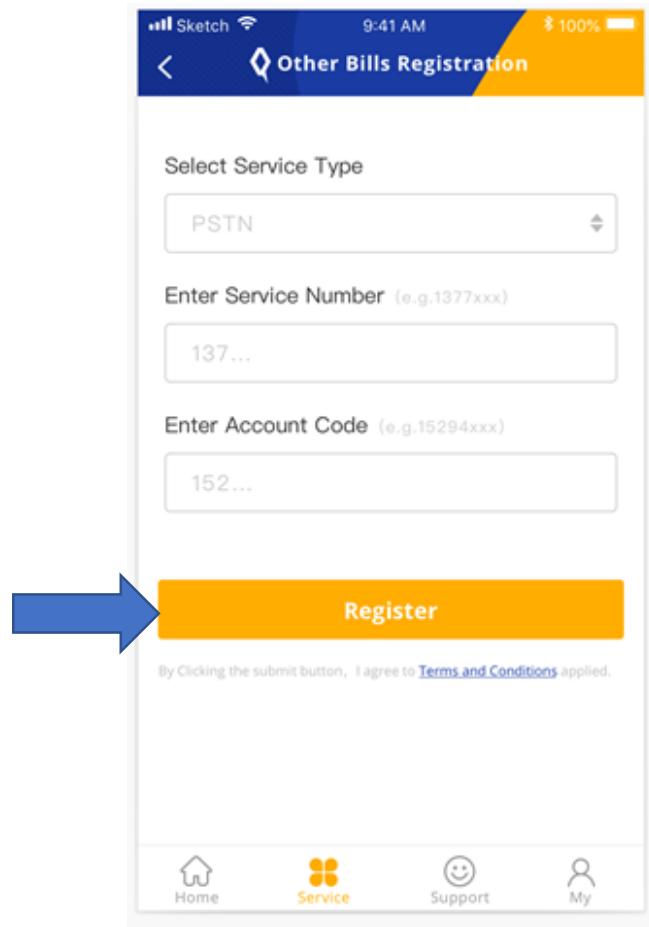 Sketch 9:41 AM 100%
Other Bills Registration
Select Service Type
PSTN
Enter Service Number (e.g.1377xxx)
137...
Enter Account Code (e.g.15294xxx)
152...
Register
By Clicking the submit button, I agree to Terms and Conditions applied.
Home Service Support My